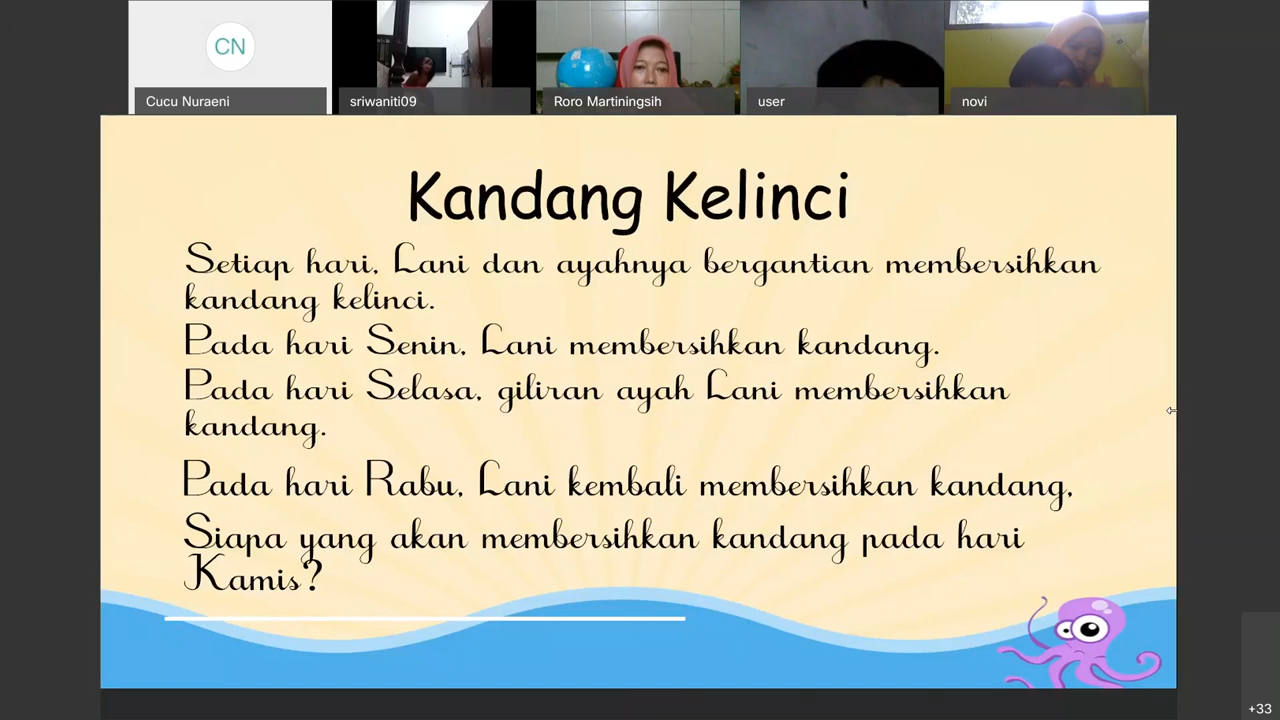 CN
Cucu Nuraeni
sriwaniti09
Roro Martiningsih
user
novi
Kandang Kelinci
Setiap hari, Lani dan ayahnya bergantian membersihkan
kandang kelinci.
Pada hari Senin, Lani membersihkan kandang.
Pada hari Selasa, giliran ayah Lani membersihkan
kandang.
Pada hari Rabu, Lani kembali membersihkan kandang,
Siapa yang akan membersihkan kandang pada hari
Kamis?
+33